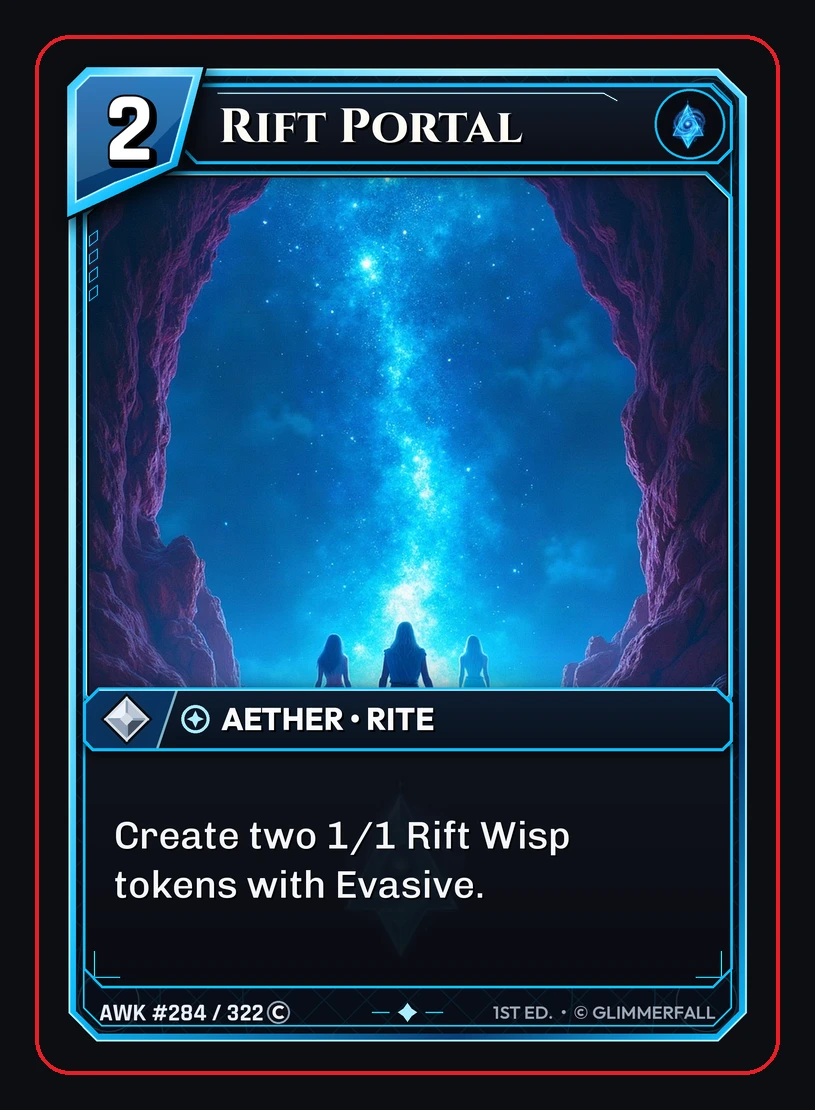 2
Rift Portal
AETHER • RITE
Create two 1/1 Rift Wisp
tokens with Evasive.
AWK #284 / 322 Ⓒ
1ST ED. • © GLIMMERFALL